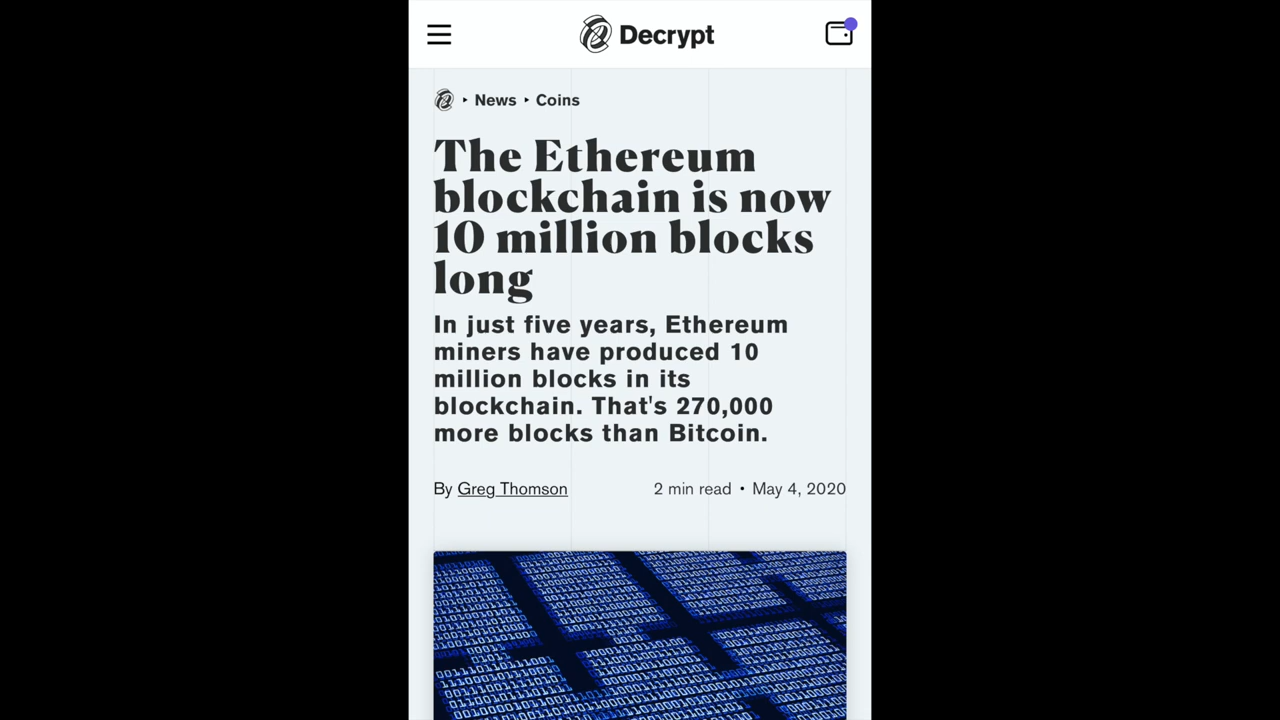 Decrypt
News ‣ Coins
The Ethereum
blockchain is now
10 million blocks
long
In just five years, Ethereum
miners have produced 10
million blocks in its
blockchain. That's 270,000
more blocks than Bitcoin.
By Greg Thomson 2 min read • May 4, 2020